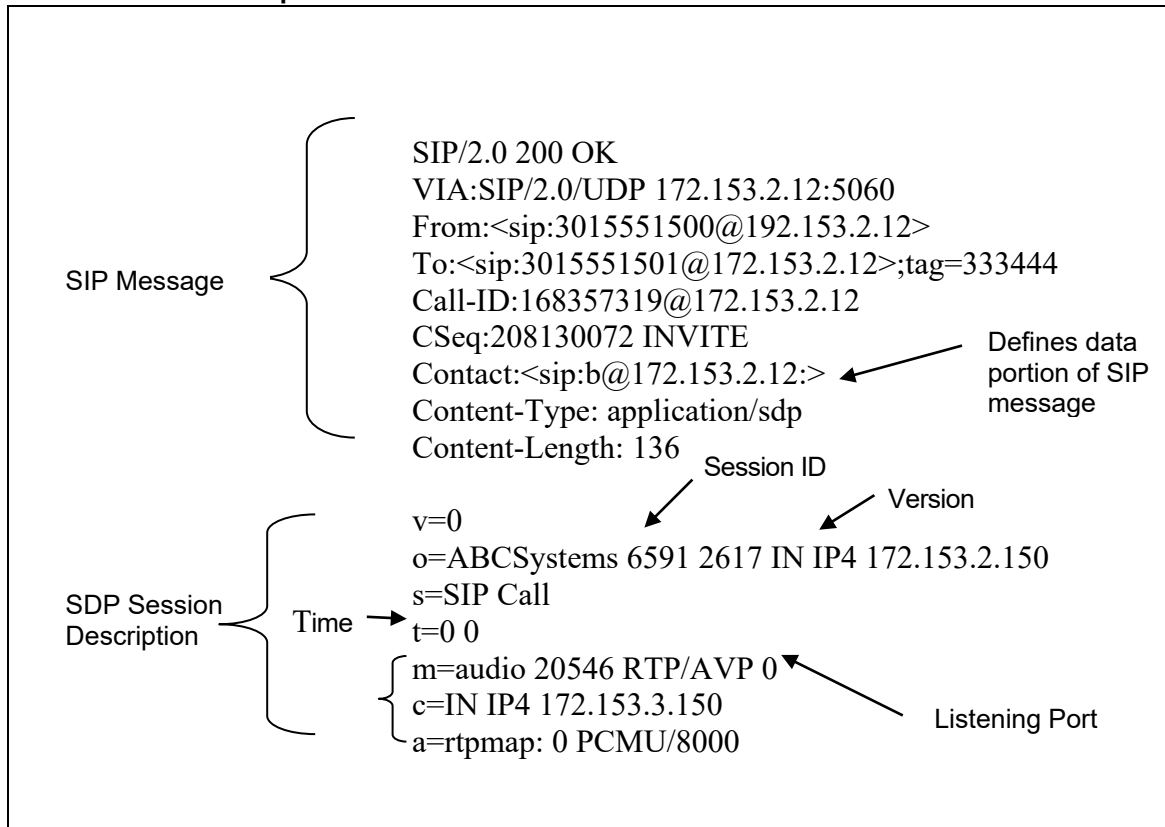 SIP Message
SIP/2.0 200 OK
VIA:SIP/2.0/UDP 172.153.2.12:5060
From:<sip:3015551500@192.153.2.12>
To:<sip:3015551501@172.153.2.12>;tag=333444
Call-ID:168357319@172.153.2.12
CSeq:208130072 INVITE
Contact:<sip:b@172.153.2.12:>
Content-Type: application/sdp
Content-Length: 136
Defines data
portion of SIP
message
Session ID
Version
SDP Session
Description
Time
v=0
o=ABCSystems 6591 2617 IN IP4 172.153.2.150
s=SIP Call
t=0 0
m=audio 20546 RTP/AVP 0
c=IN IP4 172.153.3.150
a=rtpmap: 0 PCMU/8000
Listening Port